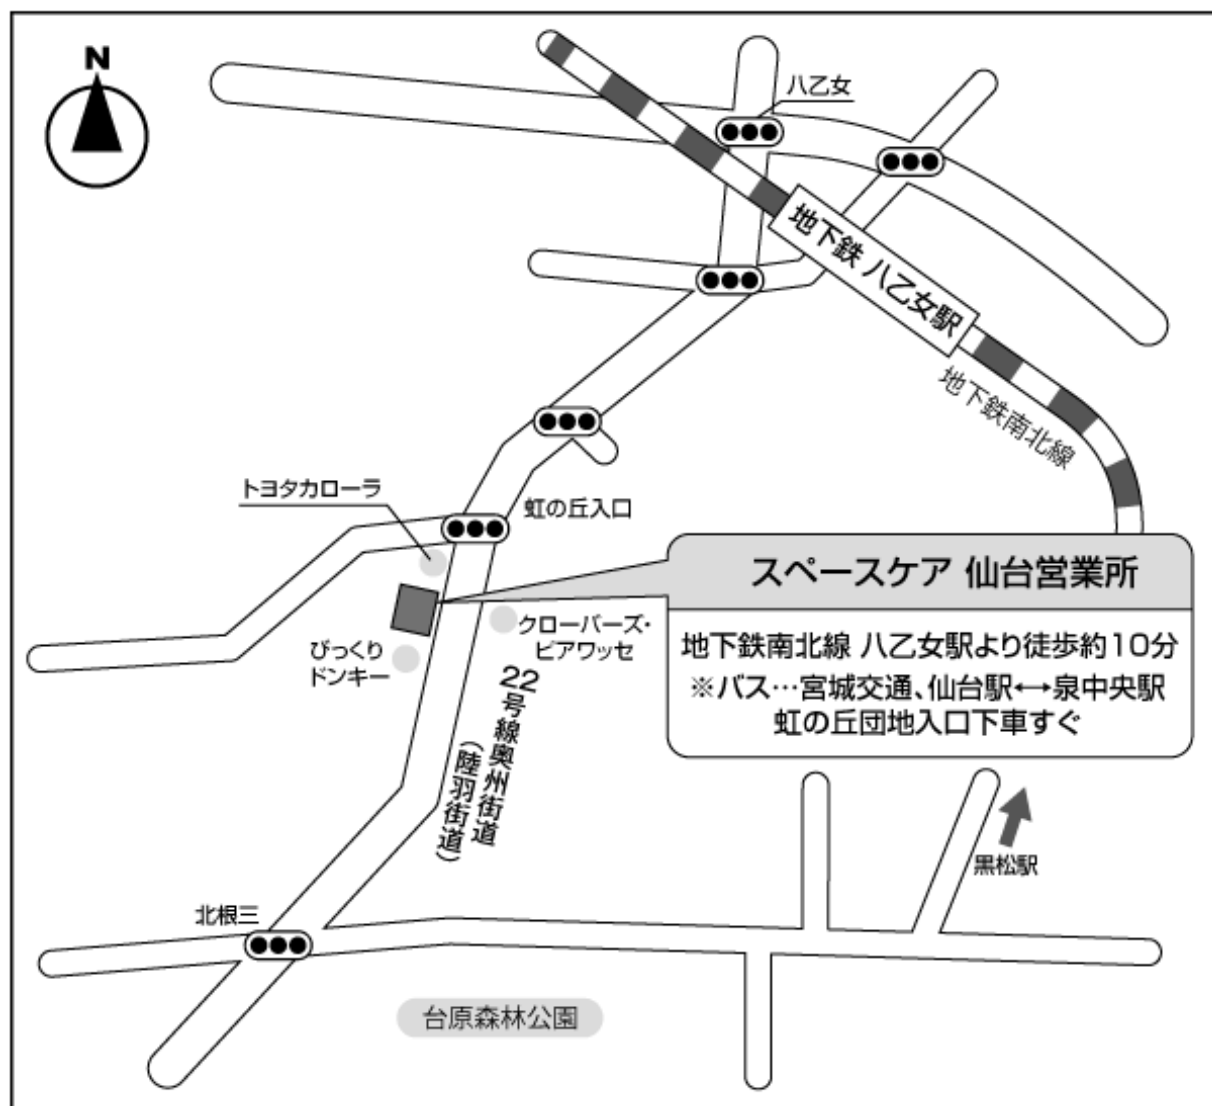 N
八乙女
地下鉄 八乙女駅
地下鉄南北線
トヨタカローラ
虹の丘入口
スペースケア 仙台営業所
地下鉄南北線 八乙女駅より徒歩約10分
※バス…宮城交通、仙台駅↔泉中央駅
虹の丘団地入口下車すぐ
クローバーズ・
ビアワッセ
びっくり
ドンキー
22号線奥州街道
(陸羽街道)
黒松駅
北根三
台原森林公園